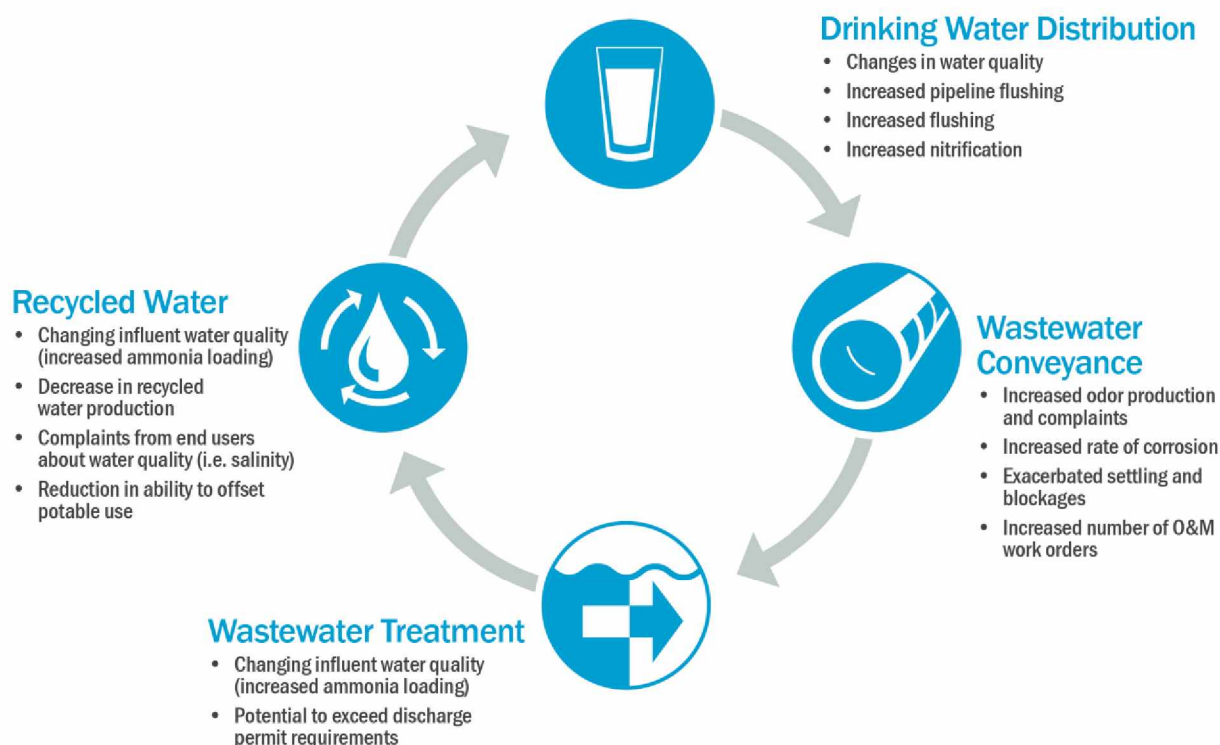 Drinking Water Distribution
• Changes in water quality
• Increased pipeline flushing
• Increased flushing
• Increased nitrification
Wastewater
Conveyance
• Increased odor production
and complaints
• Increased rate of corrosion
• Exacerbated settling and
blockages
• Increased number of O&M
work orders
Wastewater Treatment
• Changing influent water quality
(increased ammonia loading)
• Potential to exceed discharge
permit requirements
Recycled Water
• Changing influent water quality
(increased ammonia loading)
• Decrease in recycled
water production
• Complaints from end users
about water quality (i.e. salinity)
• Reduction in ability to offset
potable use